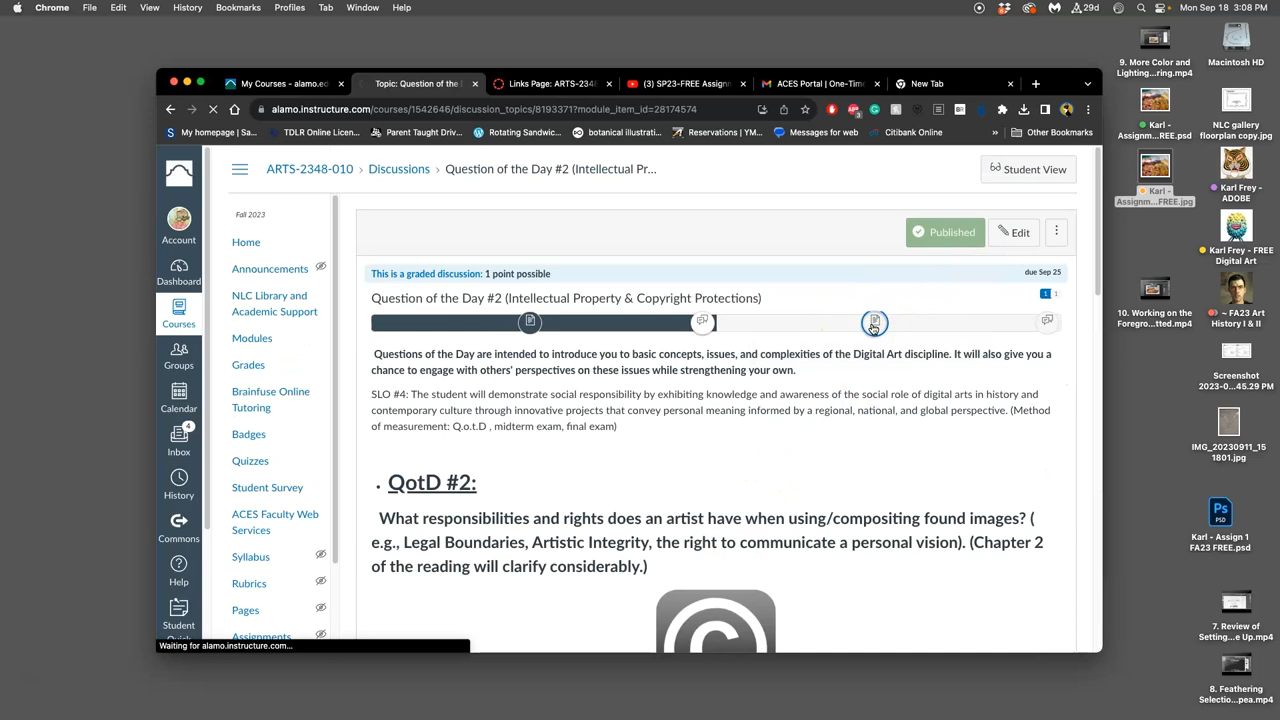 Chrome File Edit View History Bookmarks Profiles Tab Window Help 29d Mon Sep 18 3:08 PM
My Courses - alamo.ed Topic: Question of the Links Page: ARTS-2348 (3) SP23-FREE Assignm ACES Portal | One-Time New Tab
alamo.instructure.com/courses/1542646/discussion_topics/8193371?module_item_id=28174574
My homepage | Sa... TDLR Online Licen... Parent Taught Driv... Rotating Sandwic... botanical illustrati... Reservations | YM... Messages for web Citibank Online » Other Bookmarks
ARTS-2348-010 › Discussions › Question of the Day #2 (Intellectual Pr...
Student View
Account
Dashboard
Courses
Groups
Calendar
4
Inbox
History
Commons
Help
Student
Fall 2023
Home
Announcements
NLC Library and
Academic Support
Modules
Grades
Brainfuse Online
Tutoring
Badges
Quizzes
Student Survey
ACES Faculty Web
Services
Syllabus
Rubrics
Pages
Assignments
Published Edit
This is a graded discussion: 1 point possible
due Sep 25
Question of the Day #2 (Intellectual Property & Copyright Protections)
1 1
Questions of the Day are intended to introduce you to basic concepts, issues, and complexities of the Digital Art discipline. It will also give you a
chance to engage with others' perspectives on these issues while strengthening your own.
SLO #4: The student will demonstrate social responsibility by exhibiting knowledge and awareness of the social role of digital arts in history and
contemporary culture through innovative projects that convey personal meaning informed by a regional, national, and global perspective. (Method
of measurement: Q.o.t.D , midterm exam, final exam)
• QotD #2:
What responsibilities and rights does an artist have when using/compositing found images? (
e.g., Legal Boundaries, Artistic Integrity, the right to communicate a personal vision). (Chapter 2
of the reading will clarify considerably.)
C
Waiting for alamo.instructure.com...
9. More Color and
Lighting...ring.mp4
Macintosh HD
Karl -
Assignm...REE.psd
NLC gallery
floorplan copy.jpg
Karl -
Assignm...FREE.jpg
Karl Frey -
ADOBE
Karl Frey - FREE
Digital Art
10. Working on the
Foregro...tted.mp4
~ FA23 Art
History I & II
Screenshot
2023-0...45.29 PM
IMG_20230911_15
1801.jpg
Ps
PSD
Karl - Assign 1
FA23 FREE.psd
7. Review of
Setting...e Up.mp4
8. Feathering
Selectio...pea.mp4